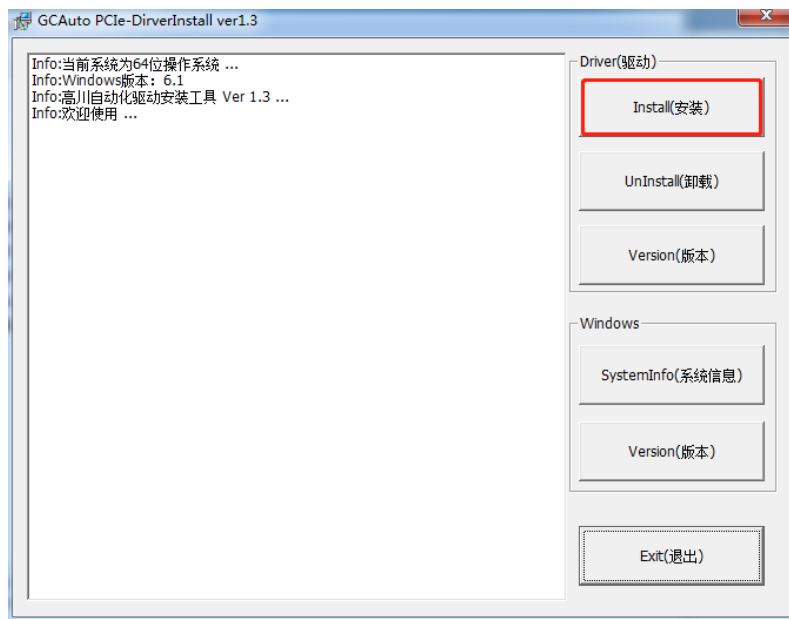 GCAuto PCIe-DirverInstall ver1.3
Info:当前系统为64位操作系统 ...
Info:Windows版本：6.1
Info:高川自动化驱动安装工具 Ver 1.3 ...
Info:欢迎使用 ...
Driver(驱动)
Install(安装)
UnInstall(卸载)
Version(版本)
Windows
SystemInfo(系统信息)
Version(版本)
Exit(退出)